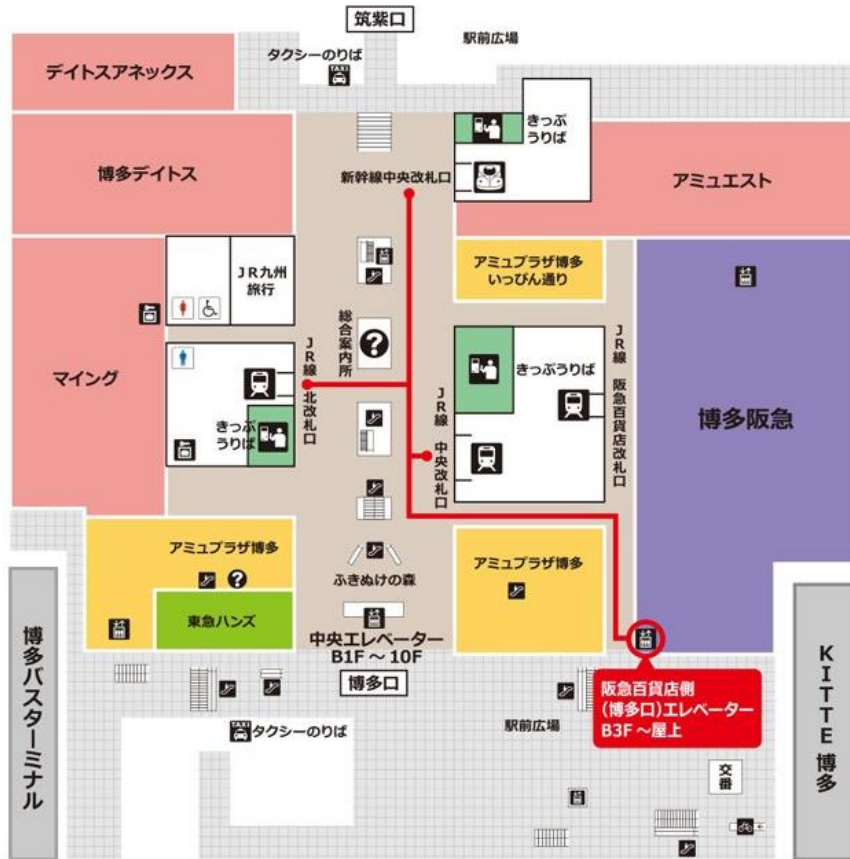 筑紫口
駅前広場
タクシーのりば
TAXI
デイトスアネックス
きっぷ
うりば
博多デイトス
アミュエスト
新幹線中央改札口
アミュプラザ博多
いっぴん通り
JR九州
旅行
総合案内所
?
JR線 北改札口
きっぷうりば
JR線 中央改札口
JR線 阪急百貨店改札口
博多阪急
マイング
きっぷ
うりば
アミュプラザ博多
?
東急ハンズ
ふきぬけの森
アミュプラザ博多
中央エレベーター
B1F ~ 10F
博多口
阪急百貨店側
(博多口)エレベーター
B3F ~屋上
博多バスターミナル
TAXI
タクシーのりば
駅前広場
交番
KITTE 博多